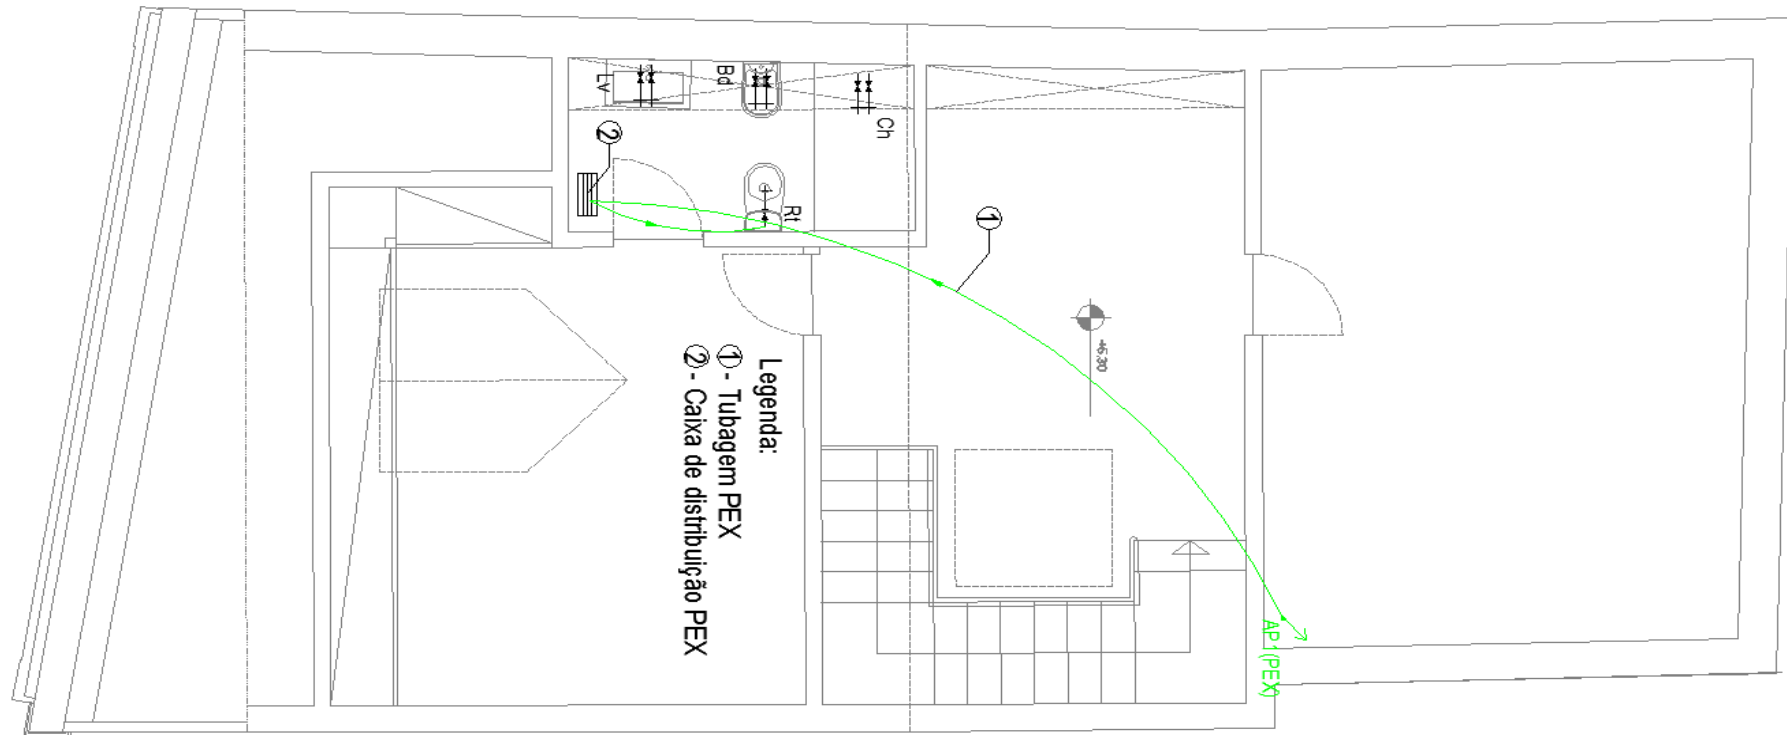 Lv
Bd
Ch
2
Rt
1
+6.30
Legenda:
1 - Tubagem PEX
2 - Caixa de distribuição PEX
AP1(PEX)